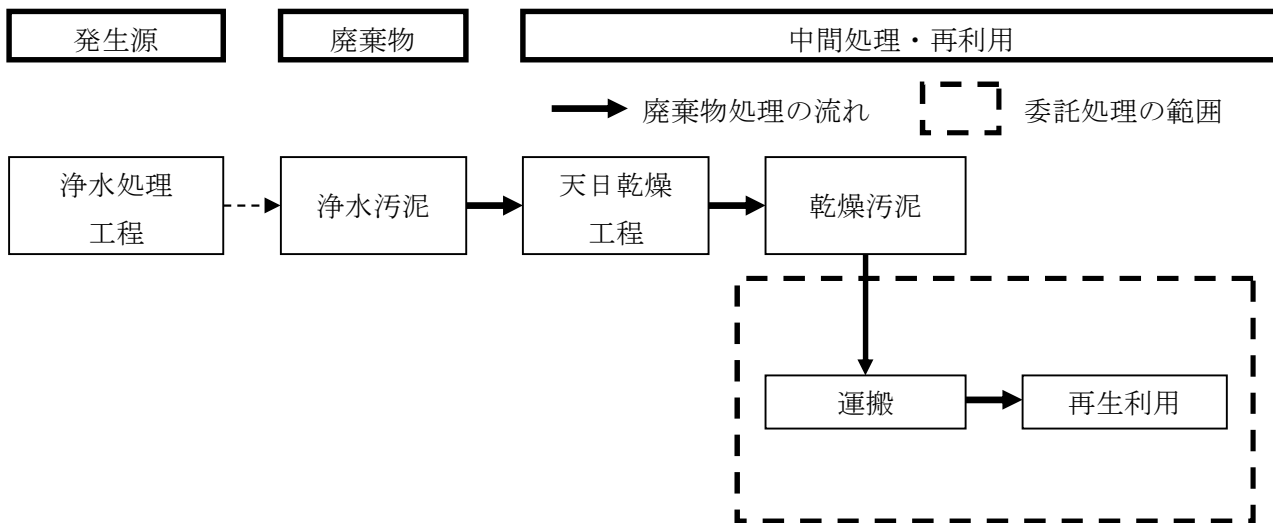 発生源
廃棄物
中間処理・再利用
廃棄物処理の流れ
委託処理の範囲
浄水処理
工程
浄水汚泥
天日乾燥
工程
乾燥汚泥
運搬
再生利用